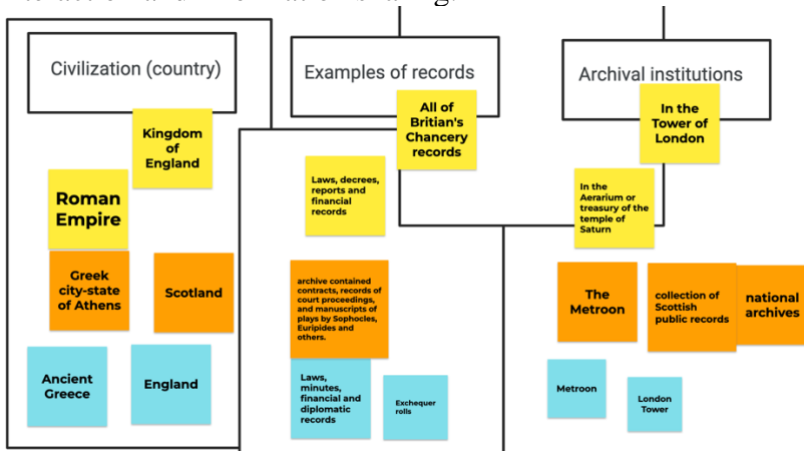 Civilization (country)
Examples of records
Archival institutions
Kingdom
of
England
Roman
Empire
Greek
city-state
of Athens
Scotland
Ancient
Greece
England
All of
Britian's
Chancery
records
Laws, decrees,
reports and
financial
records
archive contained
contracts, records of
court proceedings,
and manuscripts of
plays by Sophocles,
Euripides and
others.
Laws,
minutes,
financial and
diplomatic
records
Exchequer
rolls
In the
Tower of
London
In the
Aerarium or
treasury of the
temple of
Saturn
The
Metroon
collection of
Scottish
public records
national
archives
Metroon
London
Tower